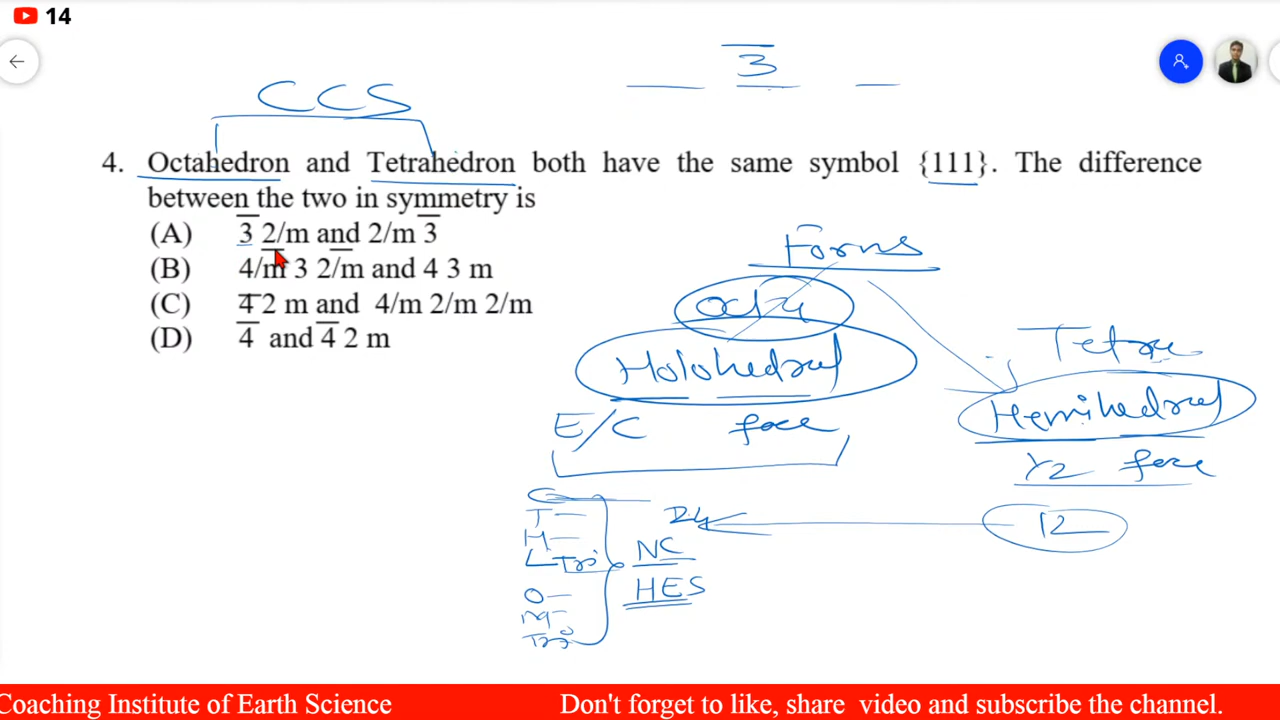 14
3̅
CCS
4. Octahedron and Tetrahedron both have the same symbol {111}. The difference
between the two in symmetry is
(A) 3̅ 2/m and 2/m 3̅
(B) 4/m 3̅ 2/m and 4̅ 3 m
(C) 4̅ 2 m and 4/m 2/m 2/m
(D) 4̅ and 4̅ 2 m
Forms
Octa
Tetra
Holohedral
Hemihedral
E/C face
1/2 face
C
T
24
12
H
NC
Tri
HES
O
Tri
Coaching Institute of Earth Science Don't forget to like, share video and subscribe the channel.